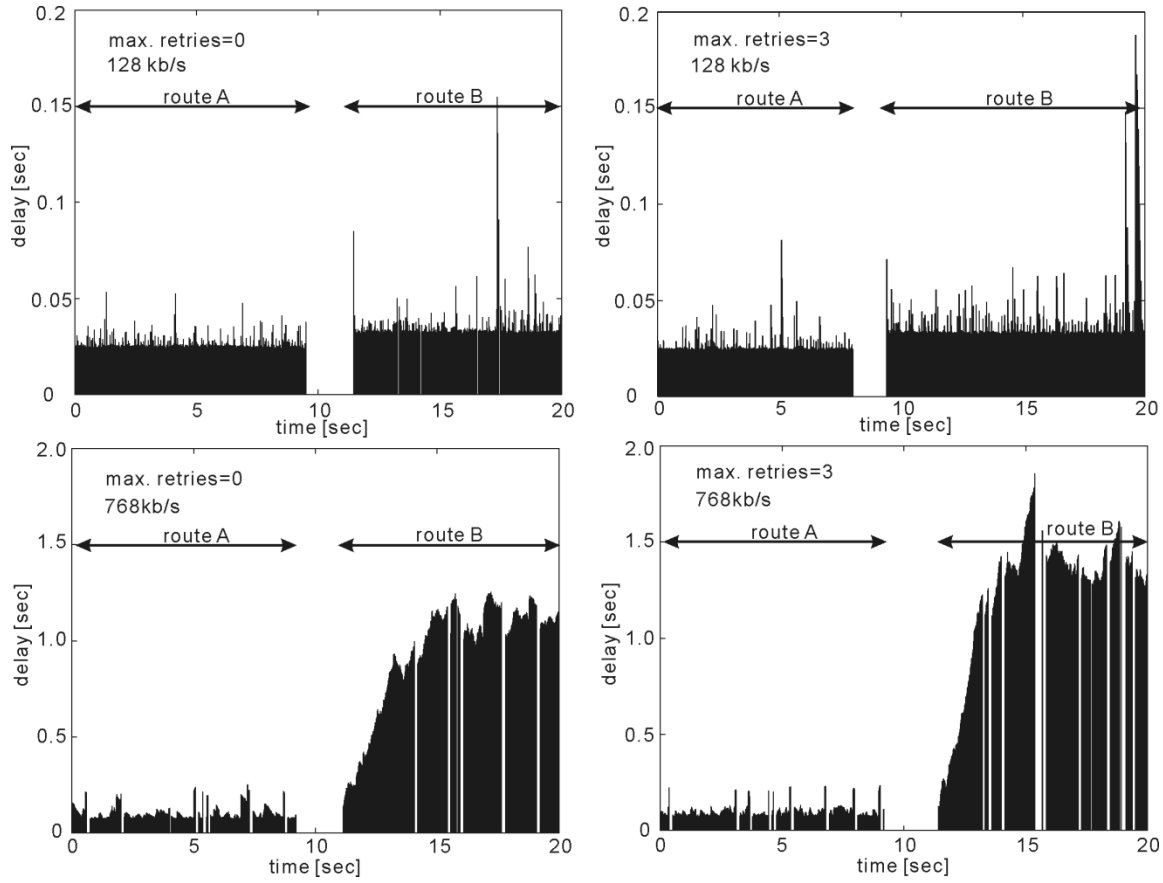 0.2
max. retries=0
128 kb/s
route A
route B
0.15
0.1
0.05
0
delay [sec]
0
5
10
15
20
time [sec]
0.2
max. retries=3
128 kb/s
route A
route B
0.15
0.1
0.05
0
delay [sec]
0
5
10
15
20
time [sec]
2.0
max. retries=0
768kb/s
route A
route B
1.5
1.0
0.5
0
delay [sec]
0
5
10
15
20
time [sec]
2.0
max. retries=3
768kb/s
route A
route B
1.5
1.0
0.5
0
delay [sec]
0
5
10
15
20
time [sec]